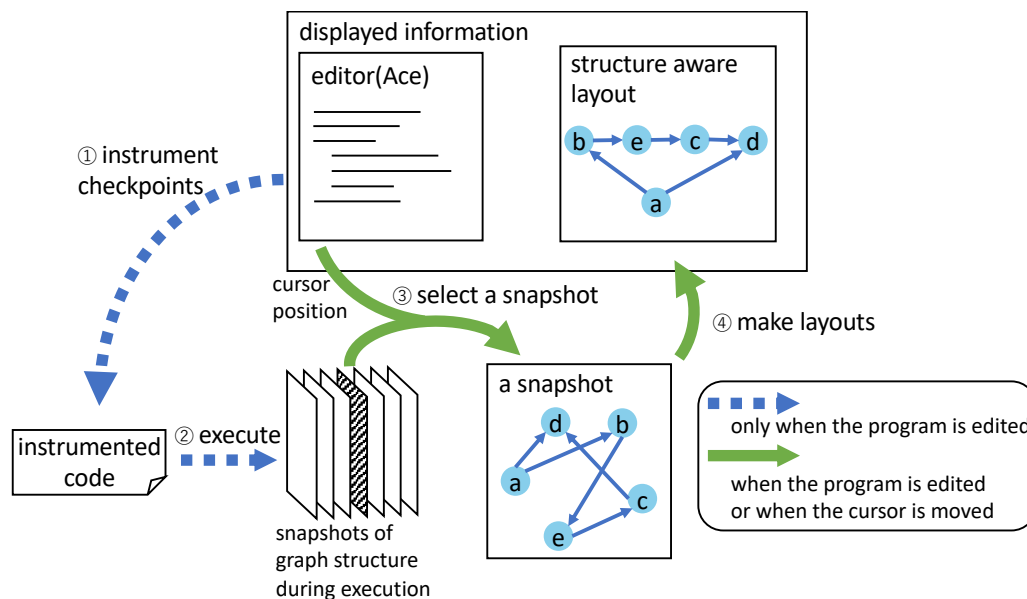 displayed information
editor(Ace)
structure aware
layout
b
e
c
d
a
① instrument
checkpoints
cursor
position
③ select a snapshot
④ make layouts
instrumented
code
② execute
snapshots of
graph structure
during execution
a snapshot
d
b
a
c
e
only when the program is edited
when the program is edited
or when the cursor is moved